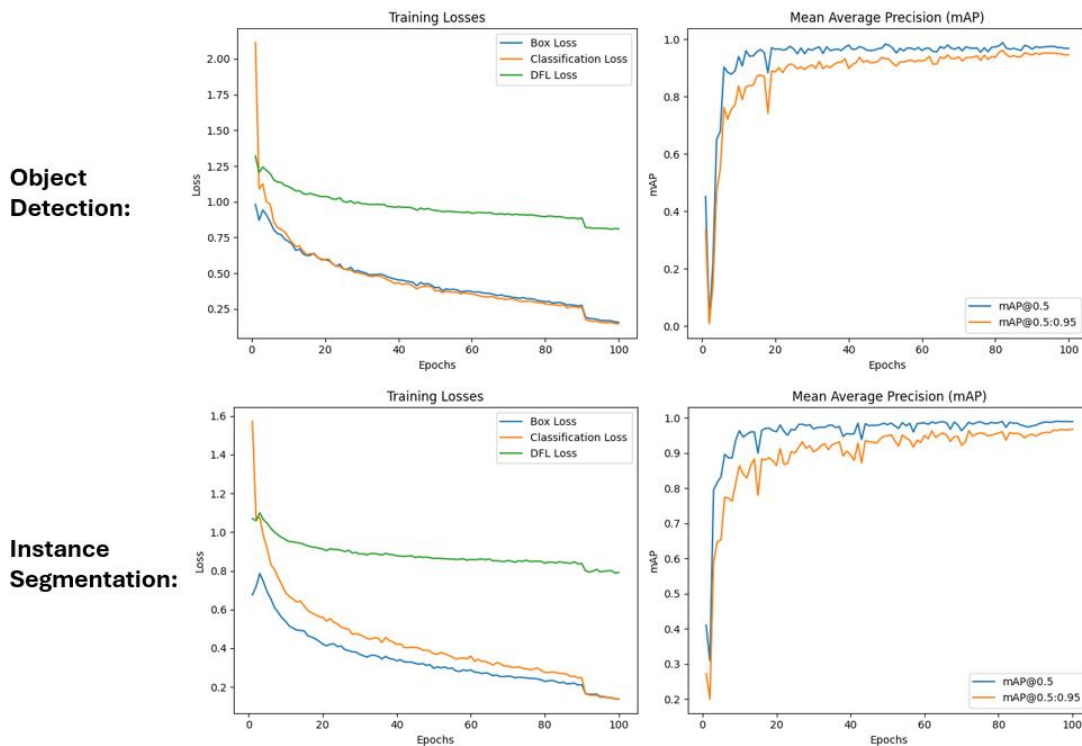 Object
Detection:
Training Losses
Loss
2.00
1.75
1.50
1.25
1.00
0.75
0.50
0.25
Box Loss
Classification Loss
DFL Loss
0 20 40 60 80 100
Epochs
Mean Average Precision (mAP)
mAP
1.0
0.8
0.6
0.4
0.2
0.0
mAP@0.5
mAP@0.5:0.95
0 20 40 60 80 100
Epochs
Instance
Segmentation:
Training Losses
Loss
1.6
1.4
1.2
1.0
0.8
0.6
0.4
0.2
Box Loss
Classification Loss
DFL Loss
0 20 40 60 80 100
Epochs
Mean Average Precision (mAP)
mAP
1.0
0.9
0.8
0.7
0.6
0.5
0.4
0.3
0.2
mAP@0.5
mAP@0.5:0.95
0 20 40 60 80 100
Epochs